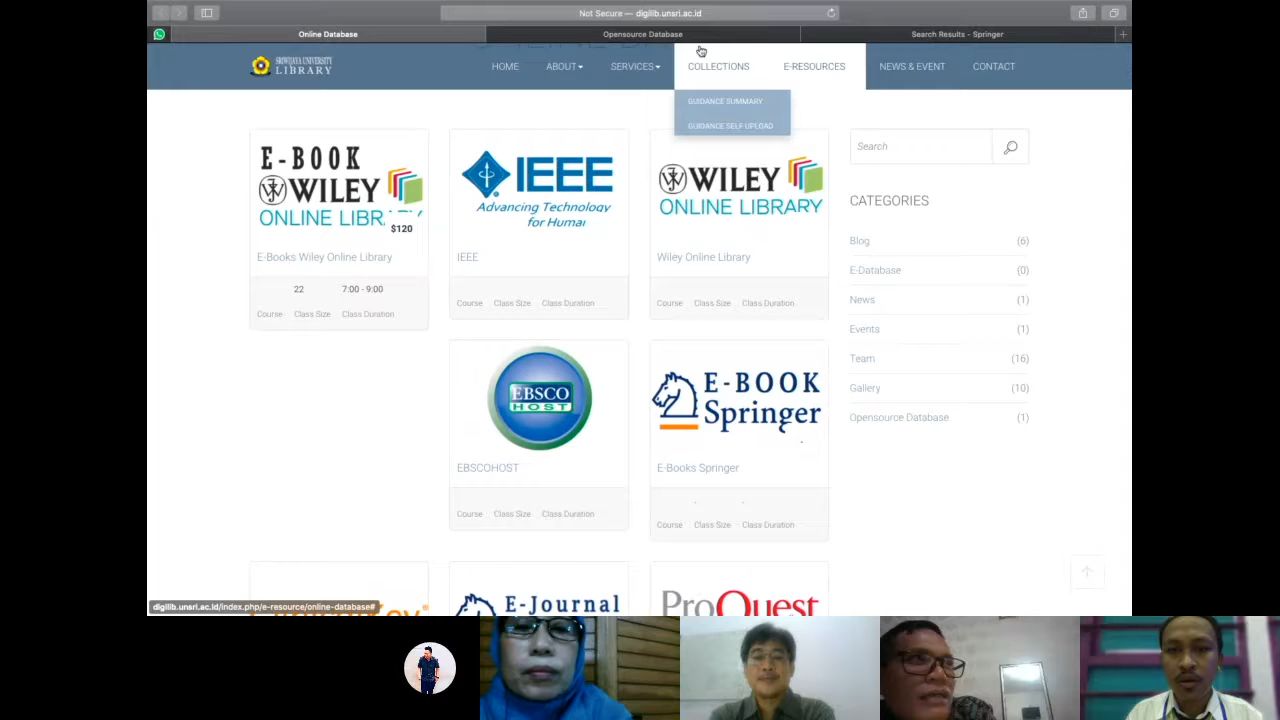 Not Secure — digilib.unsri.ac.id
Online Database
Opensource Database
Search Results - Springer
SRIWIJAYA UNIVERSITY
LIBRARY
HOME
ABOUT
SERVICES
COLLECTIONS
E-RESOURCES
NEWS & EVENT
CONTACT
GUIDANCE SUMMARY
GUIDANCE SELF UPLOAD
E-BOOK
WILEY
ONLINE LIBRARY
$120
E-Books Wiley Online Library
22
7:00 - 9:00
Course
Class Size
Class Duration
IEEE
Advancing Technology
for Human
IEEE
Course
Class Size
Class Duration
WILEY
ONLINE LIBRARY
Wiley Online Library
Course
Class Size
Class Duration
Search
CATEGORIES
Blog (6)
E-Database (0)
News (1)
Events (1)
Team (16)
Gallery (10)
Opensource Database (1)
EBSCO
HOST
EBSCOHOST
Course
Class Size
Class Duration
E-BOOK
Springer
E-Books Springer
Course
Class Size
Class Duration
E-JOURNAL
ProQuest
digilib.unsri.ac.id/index.php/e-resource/online-database#